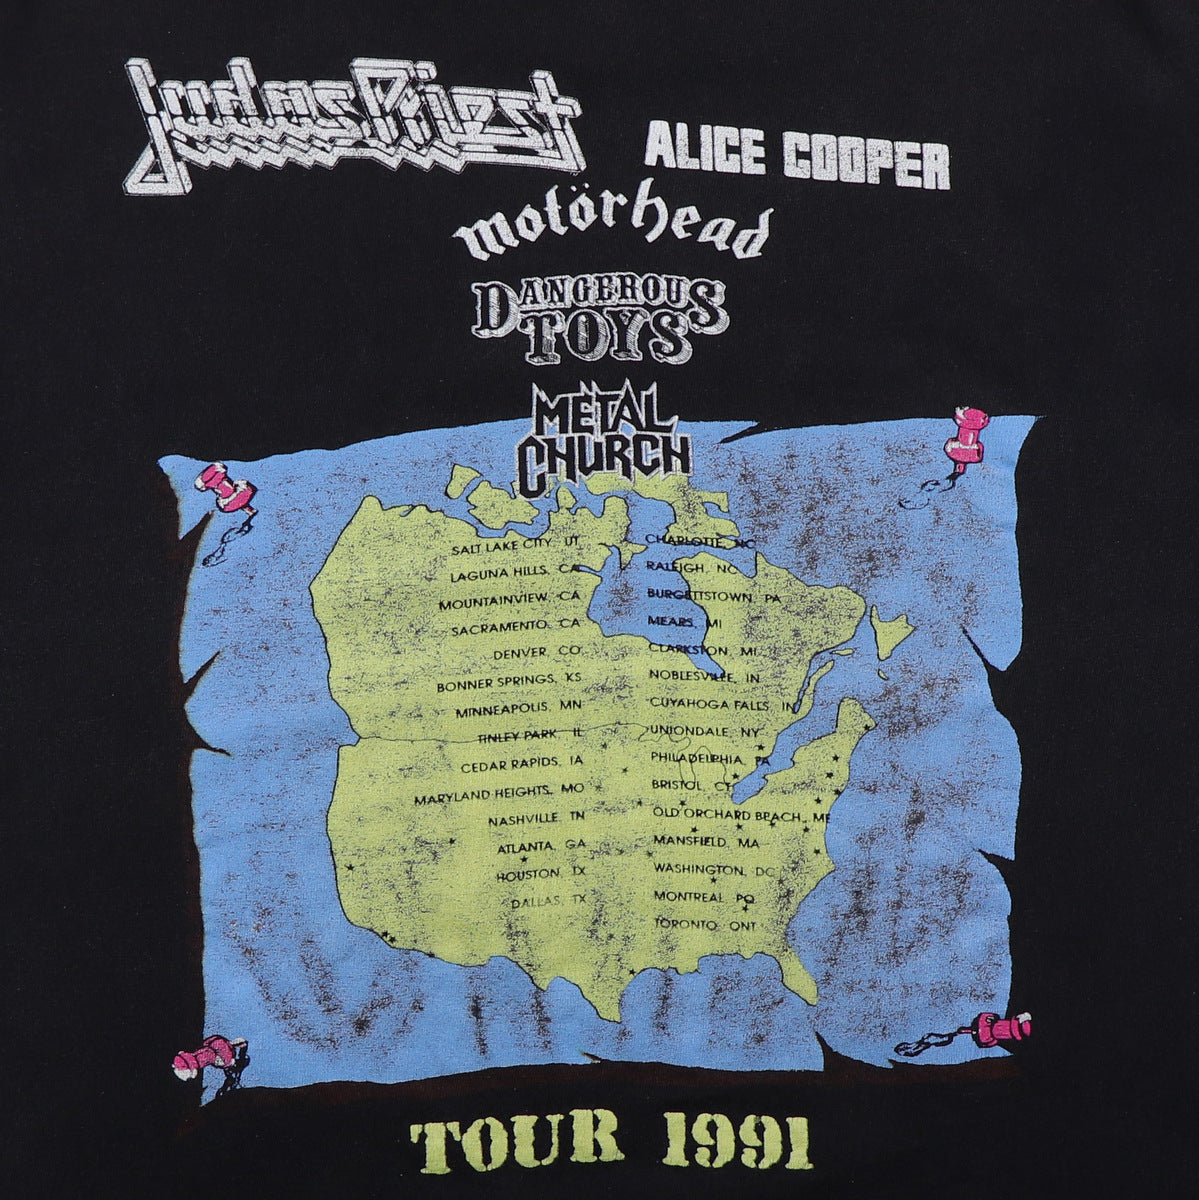 Judas Priest
ALICE COOPER
motörhead
DANGEROUS
TOYS
MËTAL
CHURCH
SALT LAKE CITY, UT
LAGUNA HILLS, CA
MOUNTAINVIEW, CA
SACRAMENTO, CA
DENVER, CO
BONNER SPRINGS, KS
MINNEAPOLIS, MN
TINLEY PARK, IL
CEDAR RAPIDS, IA
MARYLAND HEIGHTS, MO
NASHVILLE, TN
ATLANTA, GA
HOUSTON, TX
DALLAS, TX
CHARLOTTE, NC
RALEIGH, NC
BURGETTSTOWN, PA
MEARS, MI
CLARKSTON, MI
NOBLESVILLE, IN
CUYAHOGA FALLS, IN
UNIONDALE, NY
PHILADELPHIA, PA
BRISTOL, CT
OLD ORCHARD BEACH, ME
MANSFIELD, MA
WASHINGTON, DC
MONTREAL, PQ
TORONTO, ONT
TOUR 1991